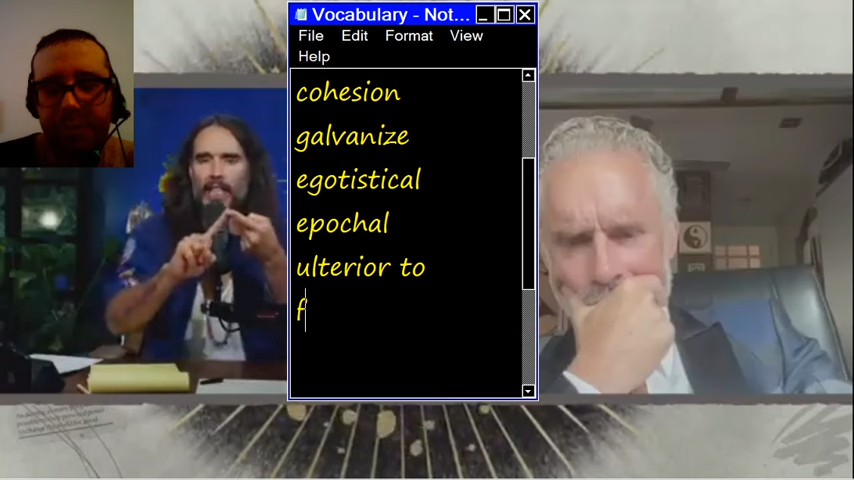 Vocabulary - Not...
File Edit Format View
Help
cohesion
galvanize
egotistical
epochal
ulterior to
f